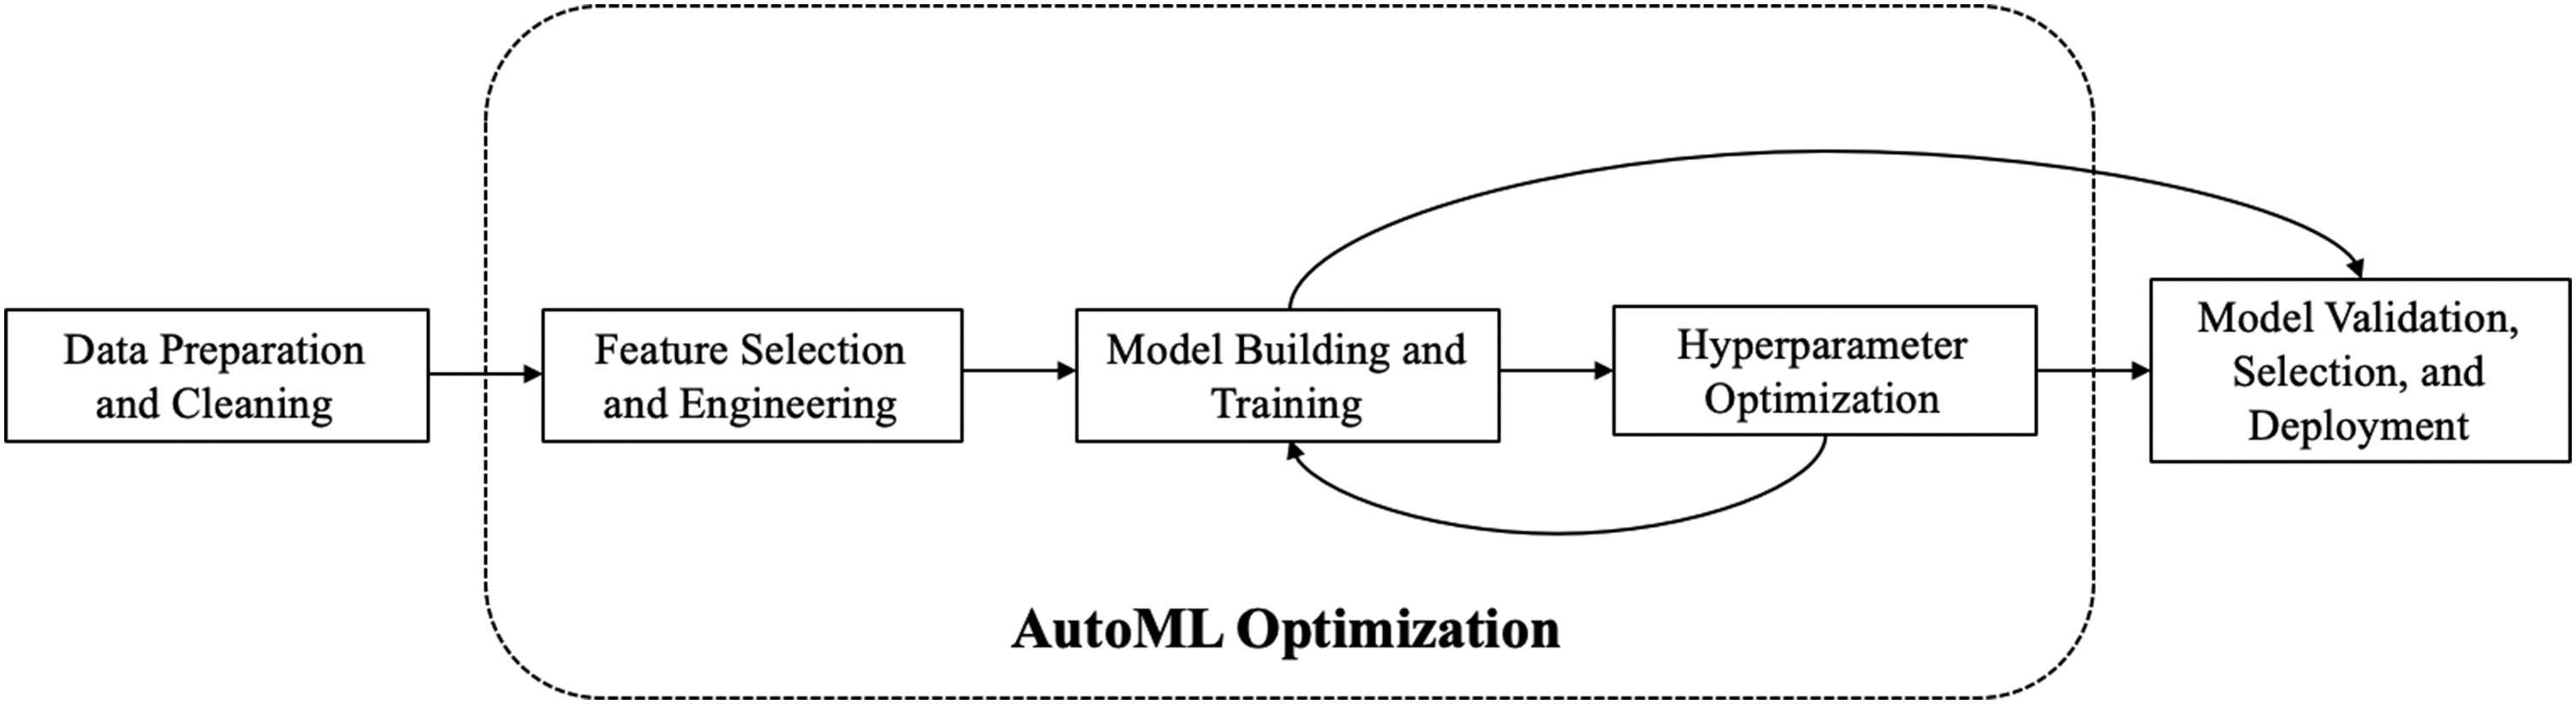 Data Preparation
and Cleaning
Feature Selection
and Engineering
Model Building and
Training
Hyperparameter
Optimization
Model Validation,
Selection, and
Deployment
AutoML Optimization